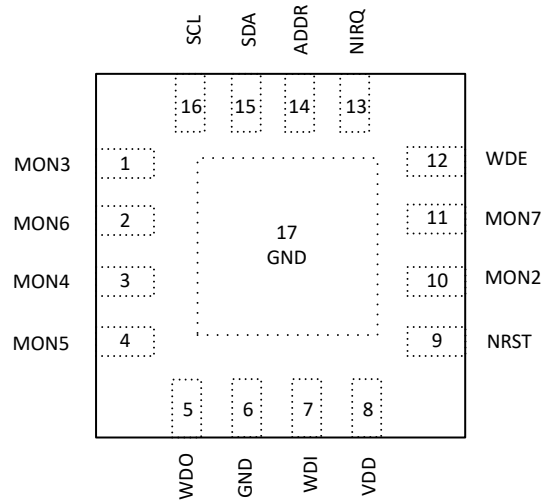 SCL SDA ADDR NIRQ
16 15 14 13
MON3 1 12 WDE
MON6 2 11 MON7
17
GND
MON4 3 10 MON2
MON5 4 9 NRST
5 6 7 8
WDO GND WDI VDD